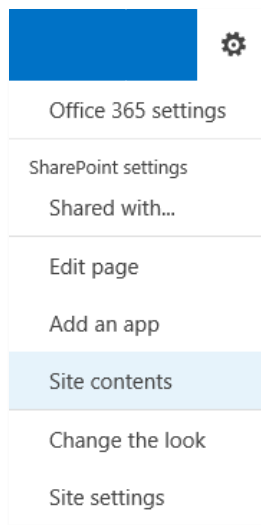 Office 365 settings
SharePoint settings
Shared with...
Edit page
Add an app
Site contents
Change the look
Site settings